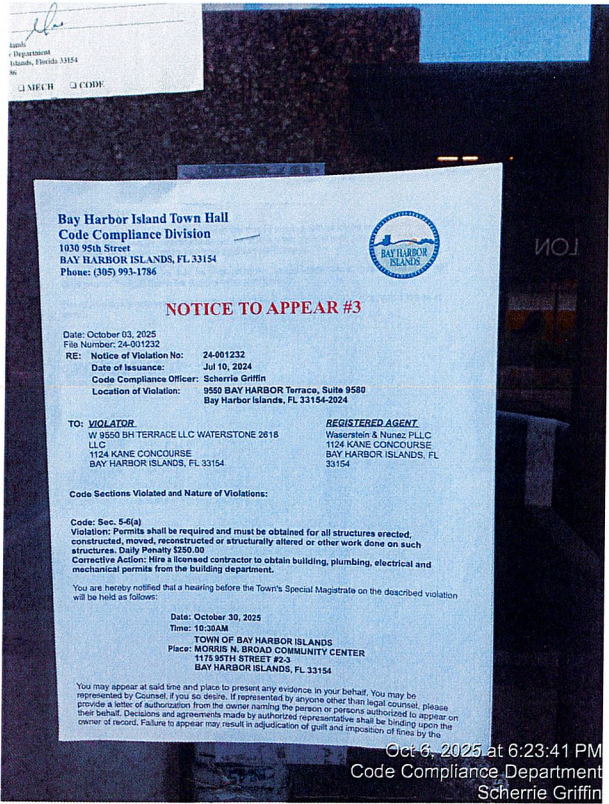 Department
Islands, Florida 33154
❑ MECH ❑ CODE
Bay Harbor Island Town Hall
Code Compliance Division
1030 95th Street
BAY HARBOR ISLANDS, FL 33154
Phone: (305) 993-1786
BAY HARBOR
ISLANDS
NOTICE TO APPEAR #3
Date: October 03, 2025
File Number: 24-001232
RE: Notice of Violation No: 24-001232
Date of Issuance: Jul 10, 2024
Code Compliance Officer: Scherrie Griffin
Location of Violation: 9550 BAY HARBOR Terrace, Suite 9580
Bay Harbor Islands, FL 33154-2024
TO: VIOLATOR
W 9550 BH TERRACE LLC WATERSTONE 2618
LLC
1124 KANE CONCOURSE
BAY HARBOR ISLANDS, FL 33154
REGISTERED AGENT
Waserstein & Nunez PLLC
1124 KANE CONCOURSE
BAY HARBOR ISLANDS, FL
33154
Code Sections Violated and Nature of Violations:
Code: Sec. 5-6(a)
Violation: Permits shall be required and must be obtained for all structures erected,
constructed, moved, reconstructed or structurally altered or other work done on such
structures. Daily Penalty $250.00
Corrective Action: Hire a licensed contractor to obtain building, plumbing, electrical and
mechanical permits from the building department.
You are hereby notified that a hearing before the Town's Special Magistrate on the described violation
will be held as follows:
Date: October 30, 2025
Time: 10:30AM
TOWN OF BAY HARBOR ISLANDS
Place: MORRIS N. BROAD COMMUNITY CENTER
1175 95TH STREET #2-3
BAY HARBOR ISLANDS, FL 33154
You may appear at said time and place to present any evidence in your behalf. You may be
represented by Counsel, if you so desire. If represented by anyone other than legal counsel, please
provide a letter of authorization from the owner naming the person or persons authorized to appear on
their behalf. Decisions and agreements made by authorized representative shall be binding upon the
owner of record. Failure to appear may result in adjudication of guilt and imposition of fines by the
Oct 6, 2025 at 6:23:41 PM
Code Compliance Department
Scherrie Griffin